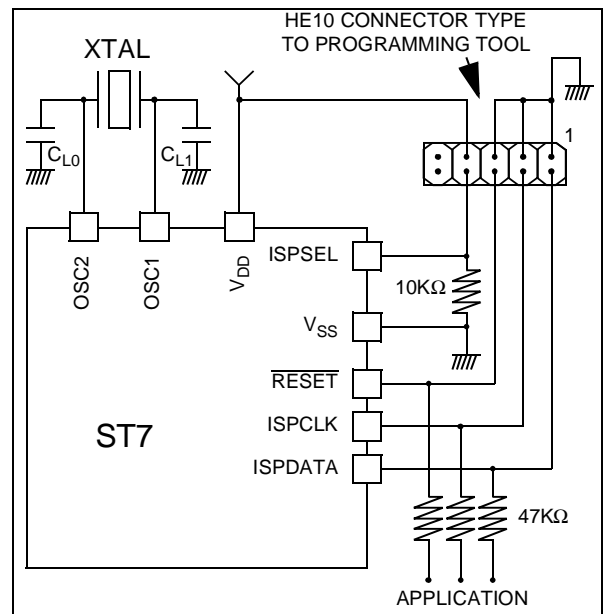 HE10 CONNECTOR TYPE
TO PROGRAMMING TOOL
XTAL
1
CL0
CL1
OSC2
OSC1
VDD
ISPSEL
10KΩ
VSS
RESET
ISPCLK
ST7
ISPDATA
47KΩ
APPLICATION